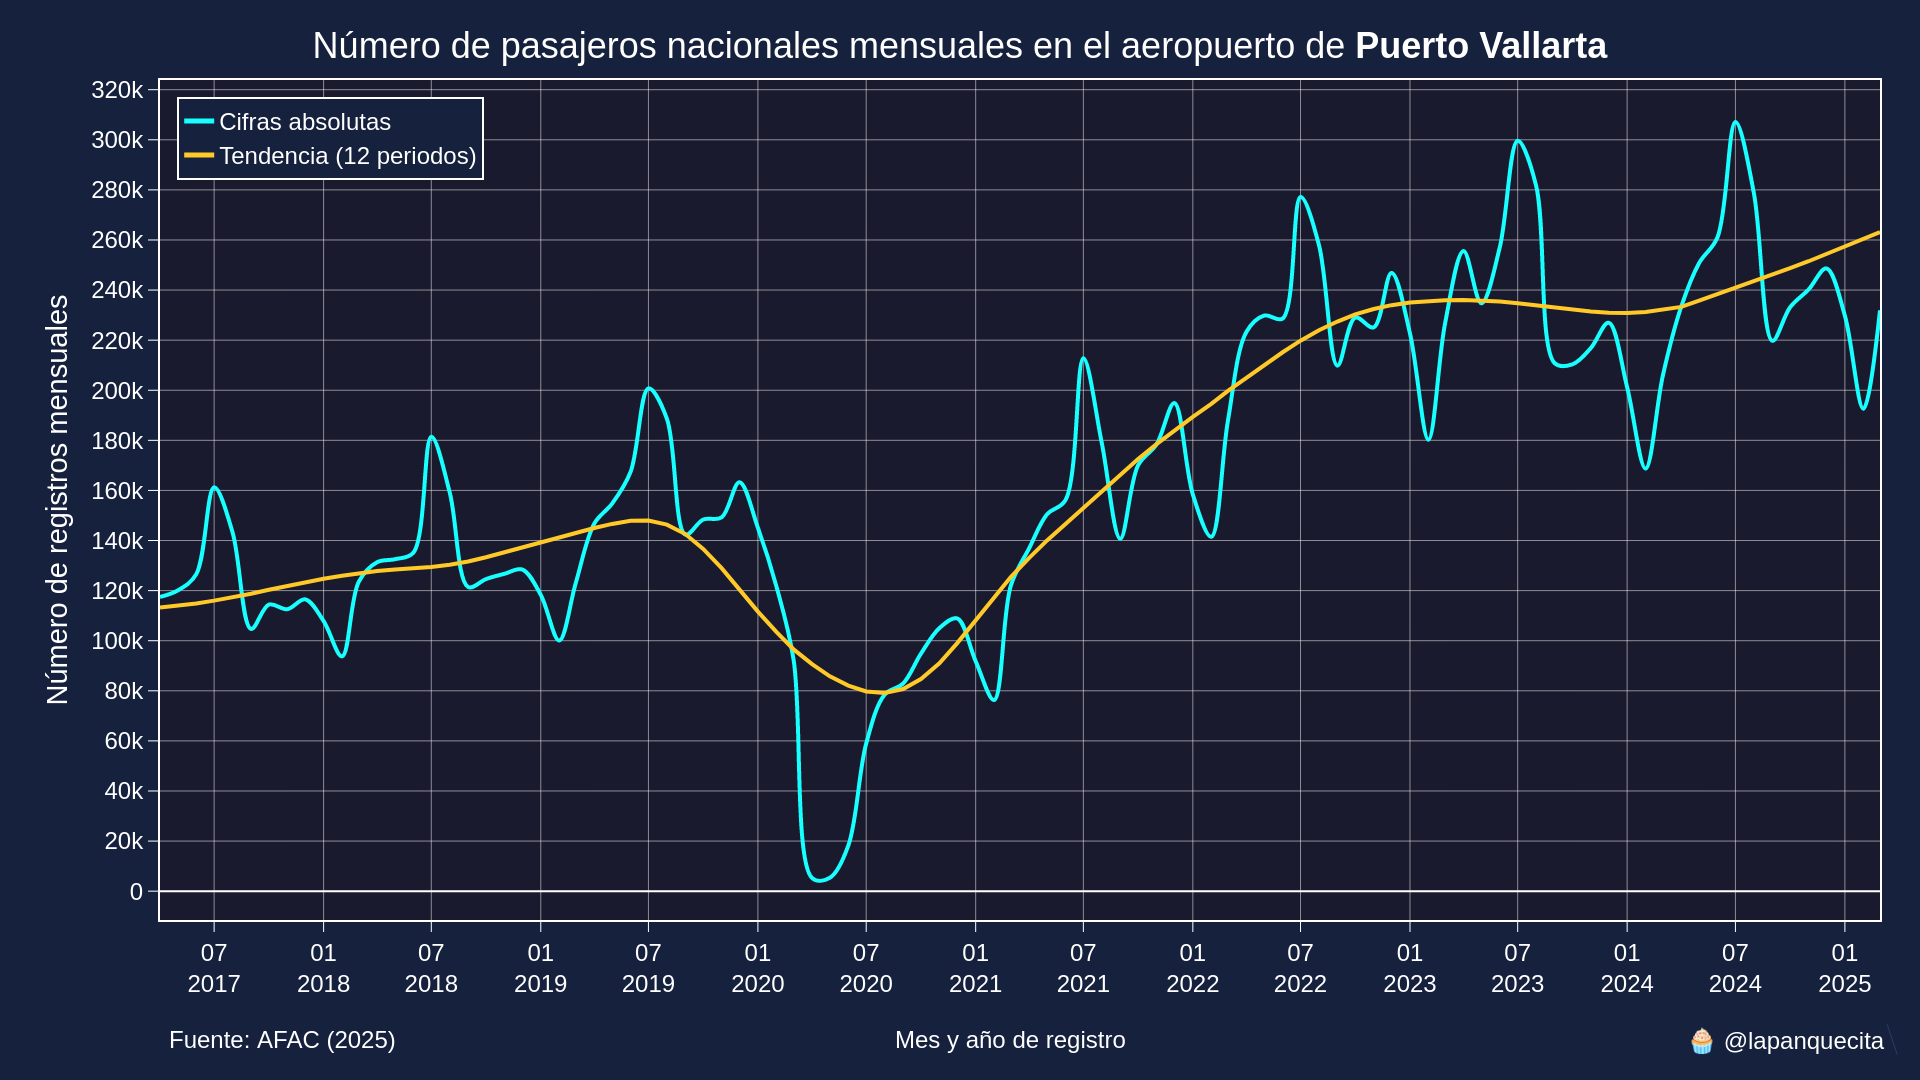 Número de pasajeros nacionales mensuales en el aeropuerto de Puerto Vallarta
Número de registros mensuales
320k
300k
280k
260k
240k
220k
200k
180k
160k
140k
120k
100k
80k
60k
40k
20k
0
Cifras absolutas
Tendencia (12 periodos)
07 01 07 01 07 01 07 01 07 01 07 01 07 01 07 01
2017 2018 2018 2019 2019 2020 2020 2021 2021 2022 2022 2023 2023 2024 2024 2025
Fuente: AFAC (2025)
Mes y año de registro
🧁 @lapanquecita